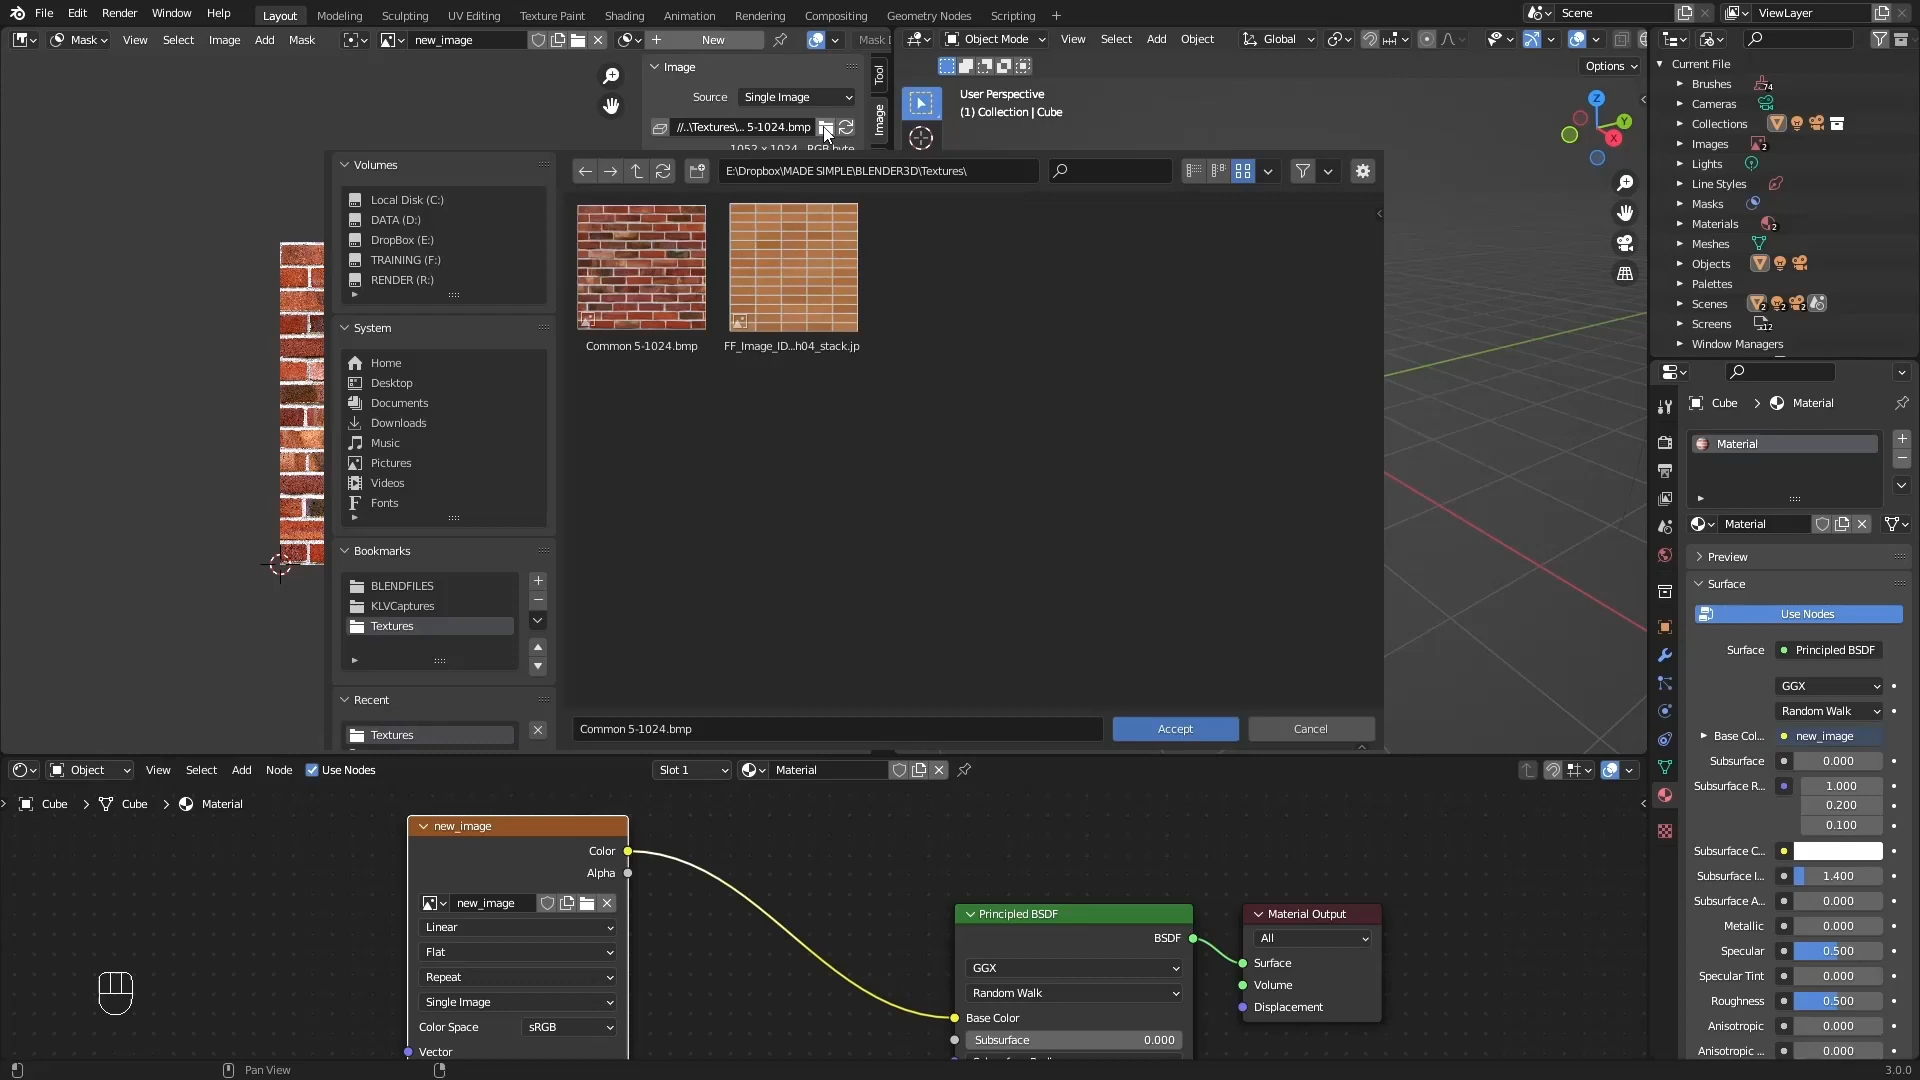 File Edit Render Window Help Layout Modeling Sculpting UV Editing Texture Paint Shading Animation Rendering Compositing Geometry Nodes Scripting + Scene ViewLayer
Mask View Select Image Add Mask new_image New Mask
Object Mode View Select Add Object Global
Options
Image
Source Single Image
//..\Textures\... 5-1024.bmp
1052 x 1024, RGB byte
Tool
Image
User Perspective
(1) Collection | Cube
Z
Y
X
Current File
Brushes 74
Cameras
Collections
Images 2
Lights
Line Styles
Masks
Materials 2
Meshes
Objects
Palettes
Scenes 2 2 2
Screens 12
Window Managers
Volumes
Local Disk (C:)
DATA (D:)
DropBox (E:)
TRAINING (F:)
RENDER (R:)
System
Home
Desktop
Documents
Downloads
Music
Pictures
Videos
Fonts
Bookmarks
BLENDFILES
KLVCaptures
Textures
Recent
Textures
E:\Dropbox\MADE SIMPLE\BLENDER3D\Textures\
Common 5-1024.bmp
FF_Image_ID...h04_stack.jp
Common 5-1024.bmp Accept Cancel
Cube > Material
Material
Material
Preview
Surface
Use Nodes
Surface Principled BSDF
GGX
Random Walk
Base Col... new_image
Subsurface 0.000
Subsurface R... 1.000
0.200
0.100
Subsurface C...
Subsurface I... 1.400
Subsurface A... 0.000
Metallic 0.000
Specular 0.500
Specular Tint 0.000
Roughness 0.500
Anisotropic 0.000
Anisotropic ... 0.000
Object View Select Add Node Use Nodes Slot 1 Material
Cube > Cube > Material
new_image
Color
Alpha
new_image
Linear
Flat
Repeat
Single Image
Color Space sRGB
Vector
Principled BSDF
BSDF
GGX
Random Walk
Base Color
Subsurface 0.000
Material Output
All
Surface
Volume
Displacement
Pan View
3.0.0